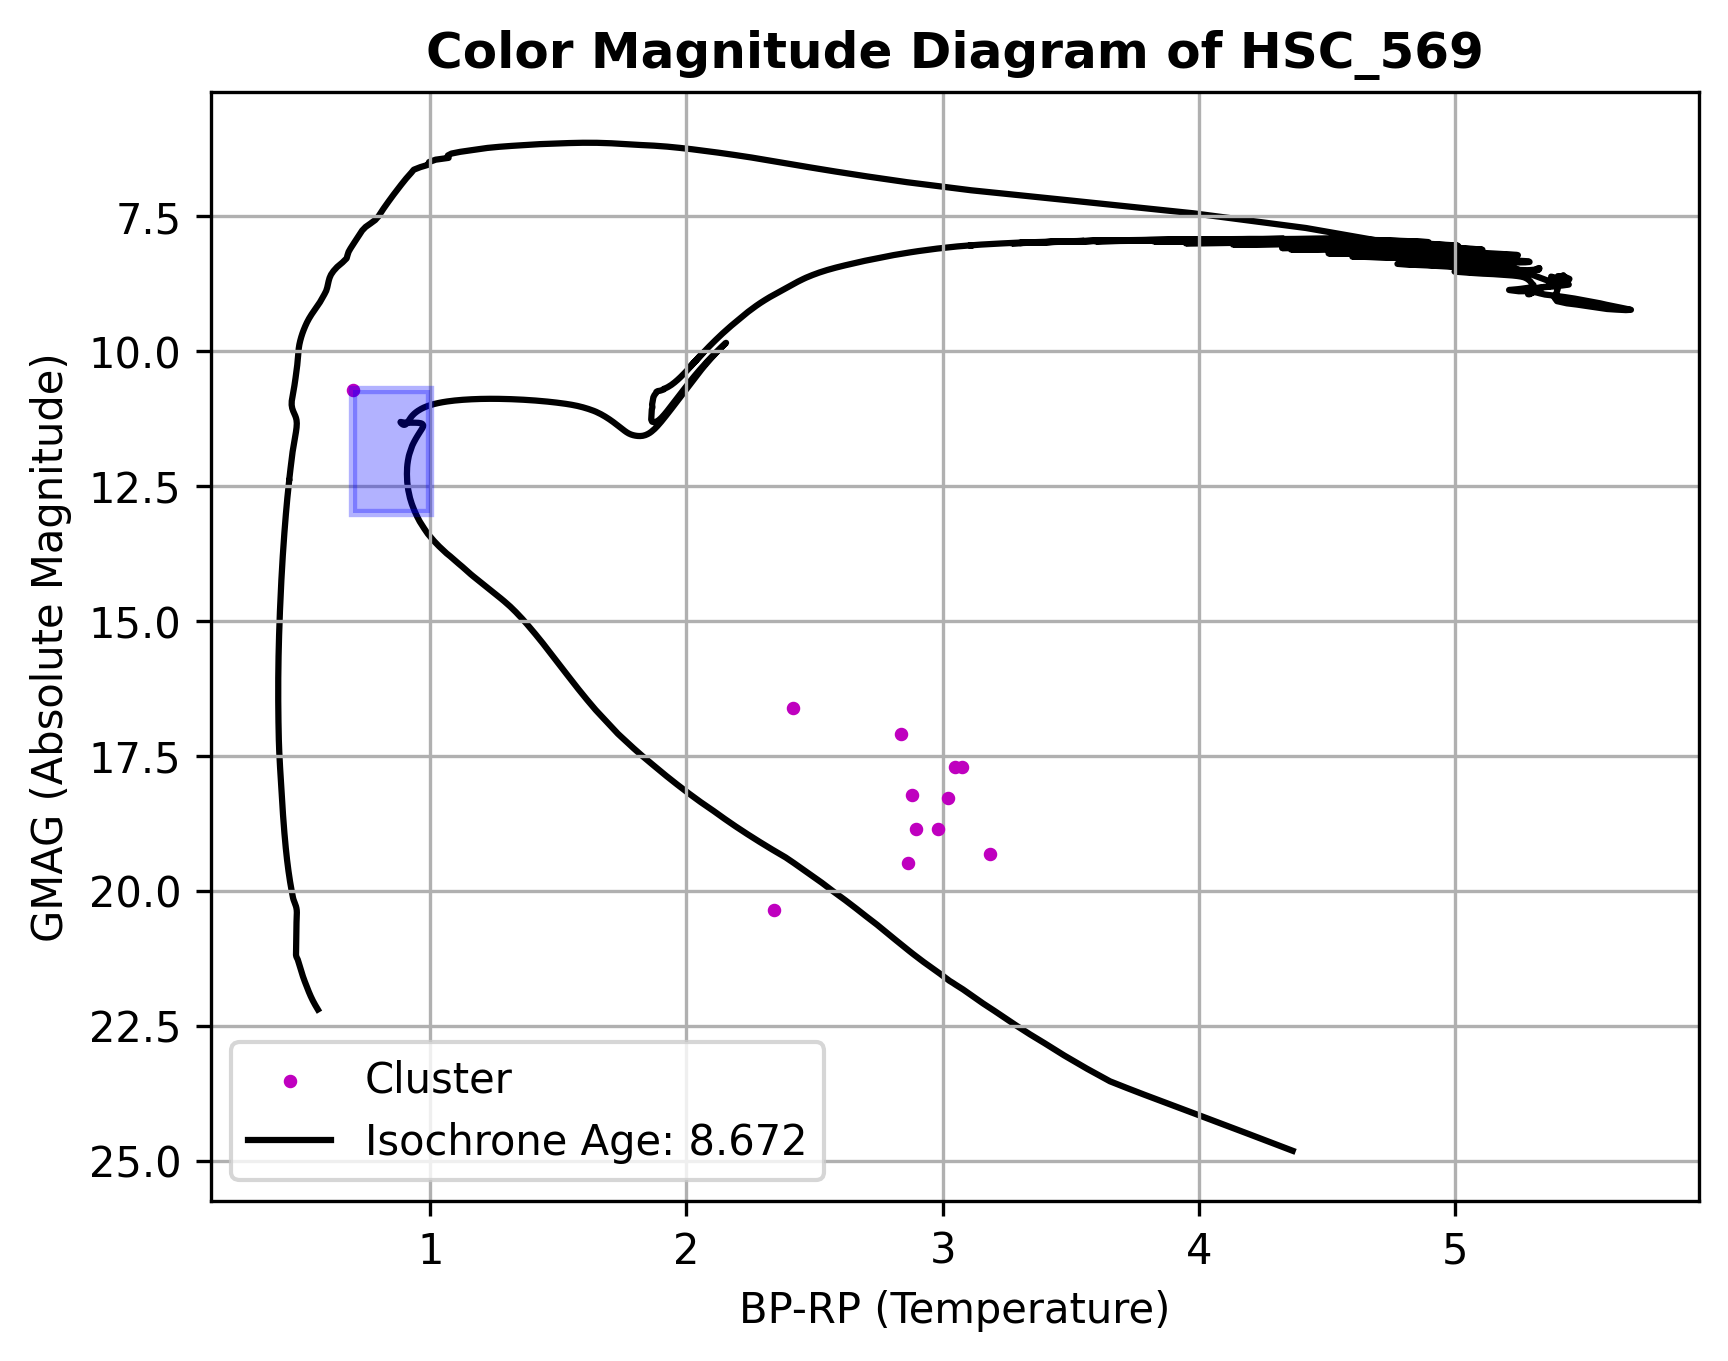 Color Magnitude Diagram of HSC_569
GMAG (Absolute Magnitude)
7.5
10.0
12.5
15.0
17.5
20.0
22.5
25.0
Cluster
Isochrone Age: 8.672
1 2 3 4 5
BP-RP (Temperature)